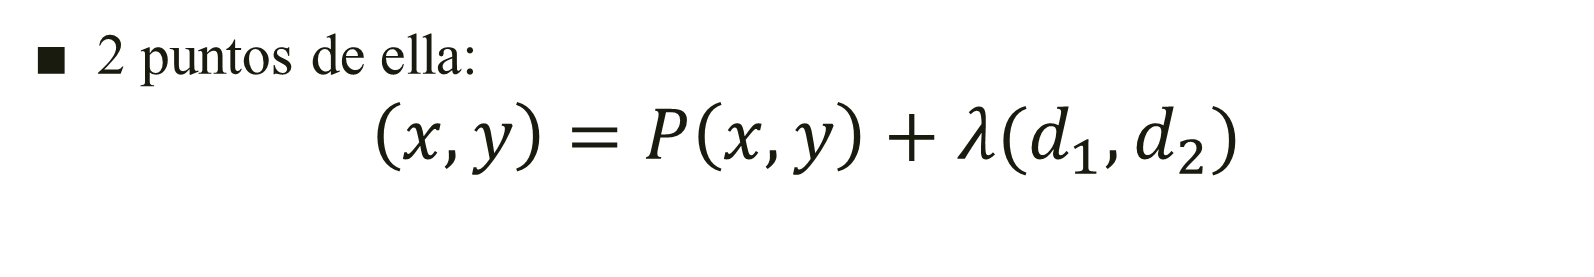 ■ 2 puntos de ella:
(x, y) = P(x, y) + λ(d₁, d₂)